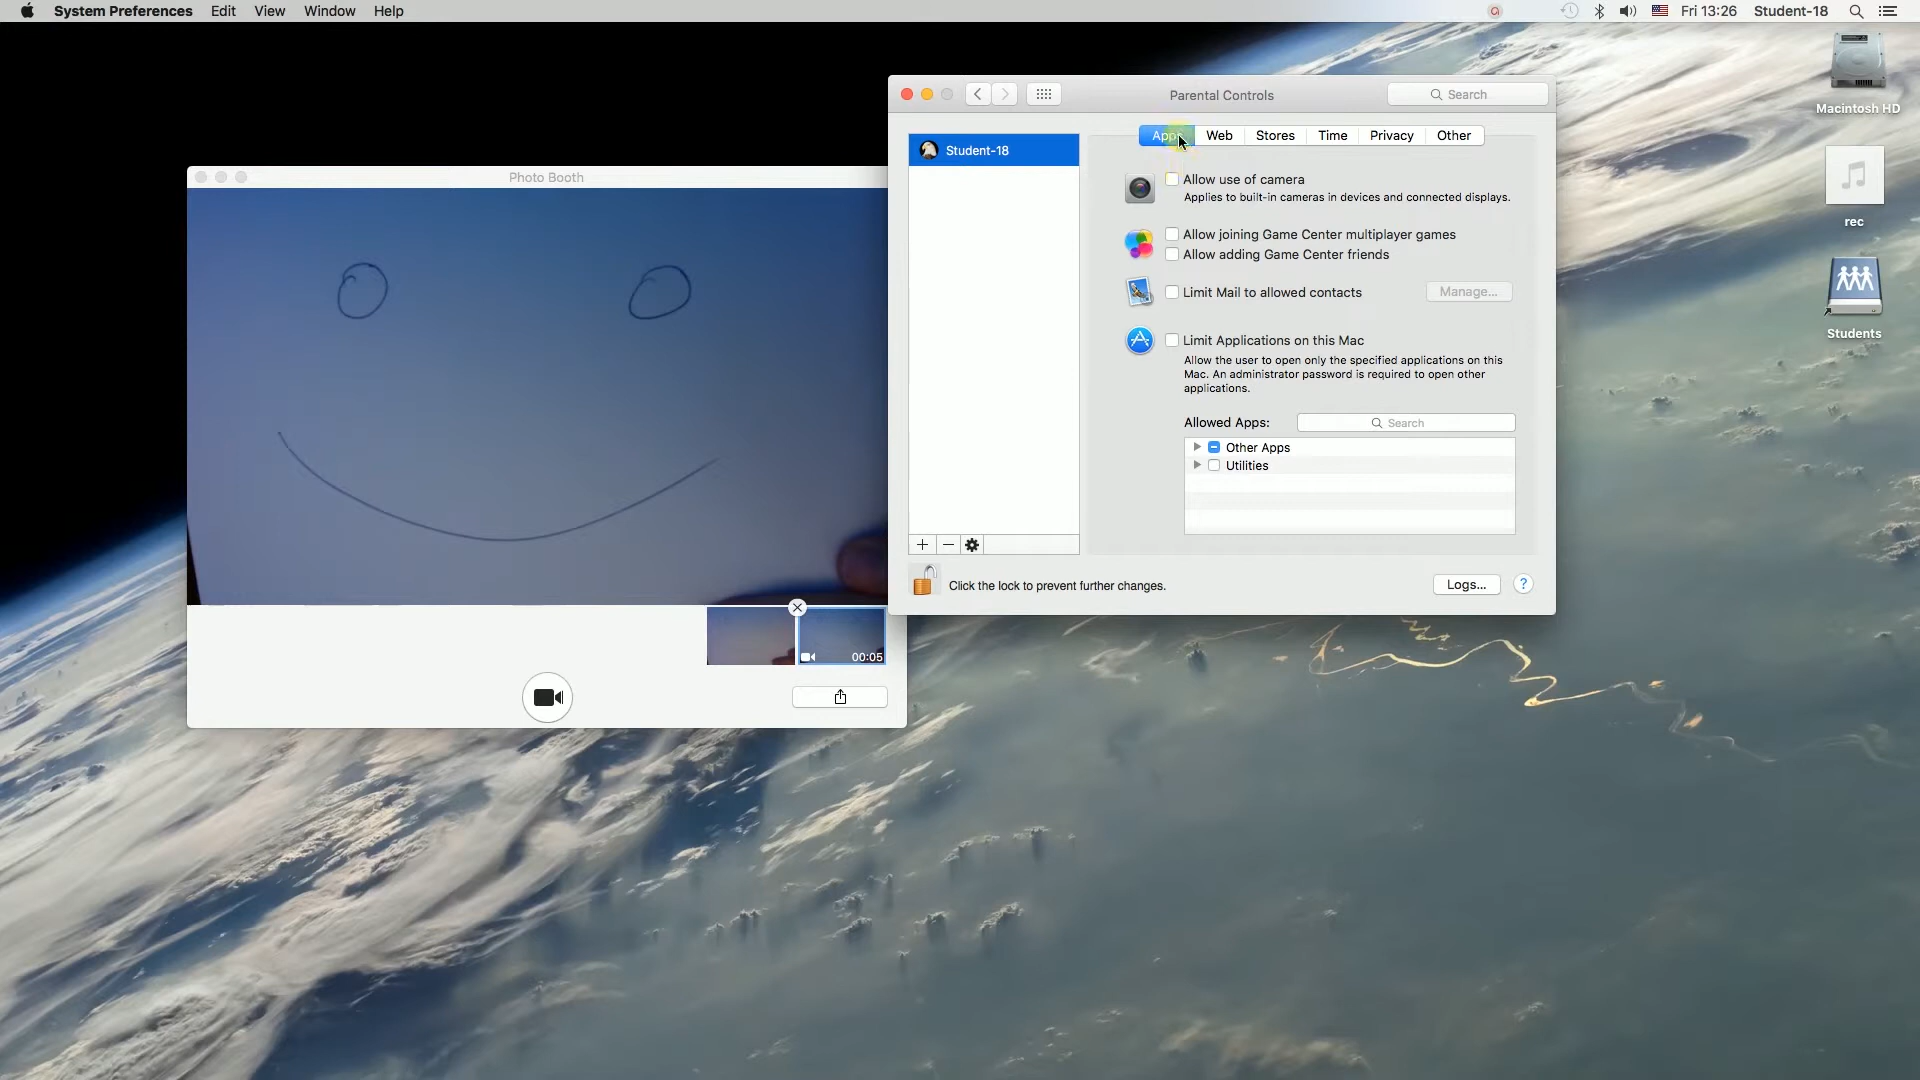 System Preferences Edit View Window Help
Fri 13:26 Student-18
Macintosh HD
rec
Students
Photo Booth
00:05
Parental Controls
Search
Student-18
Apps Web Stores Time Privacy Other
Allow use of camera
Applies to built-in cameras in devices and connected displays.
Allow joining Game Center multiplayer games
Allow adding Game Center friends
Limit Mail to allowed contacts
Manage...
Limit Applications on this Mac
Allow the user to open only the specified applications on this
Mac. An administrator password is required to open other
applications.
Allowed Apps:
Search
Other Apps
Utilities
Click the lock to prevent further changes.
Logs...
?